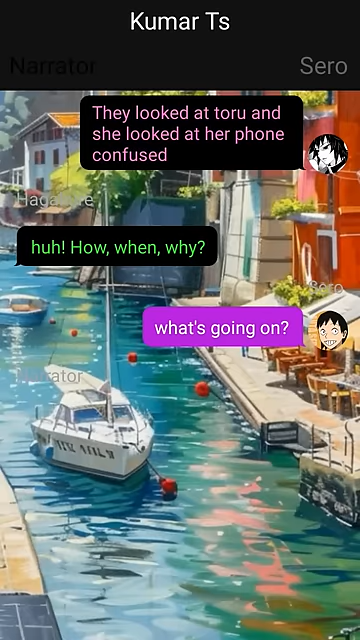 Kumar Ts
Narrator
Sero
They looked at toru and
she looked at her phone
confused
Hagakure
huh! How, when, why?
Sero
what's going on?
Narrator